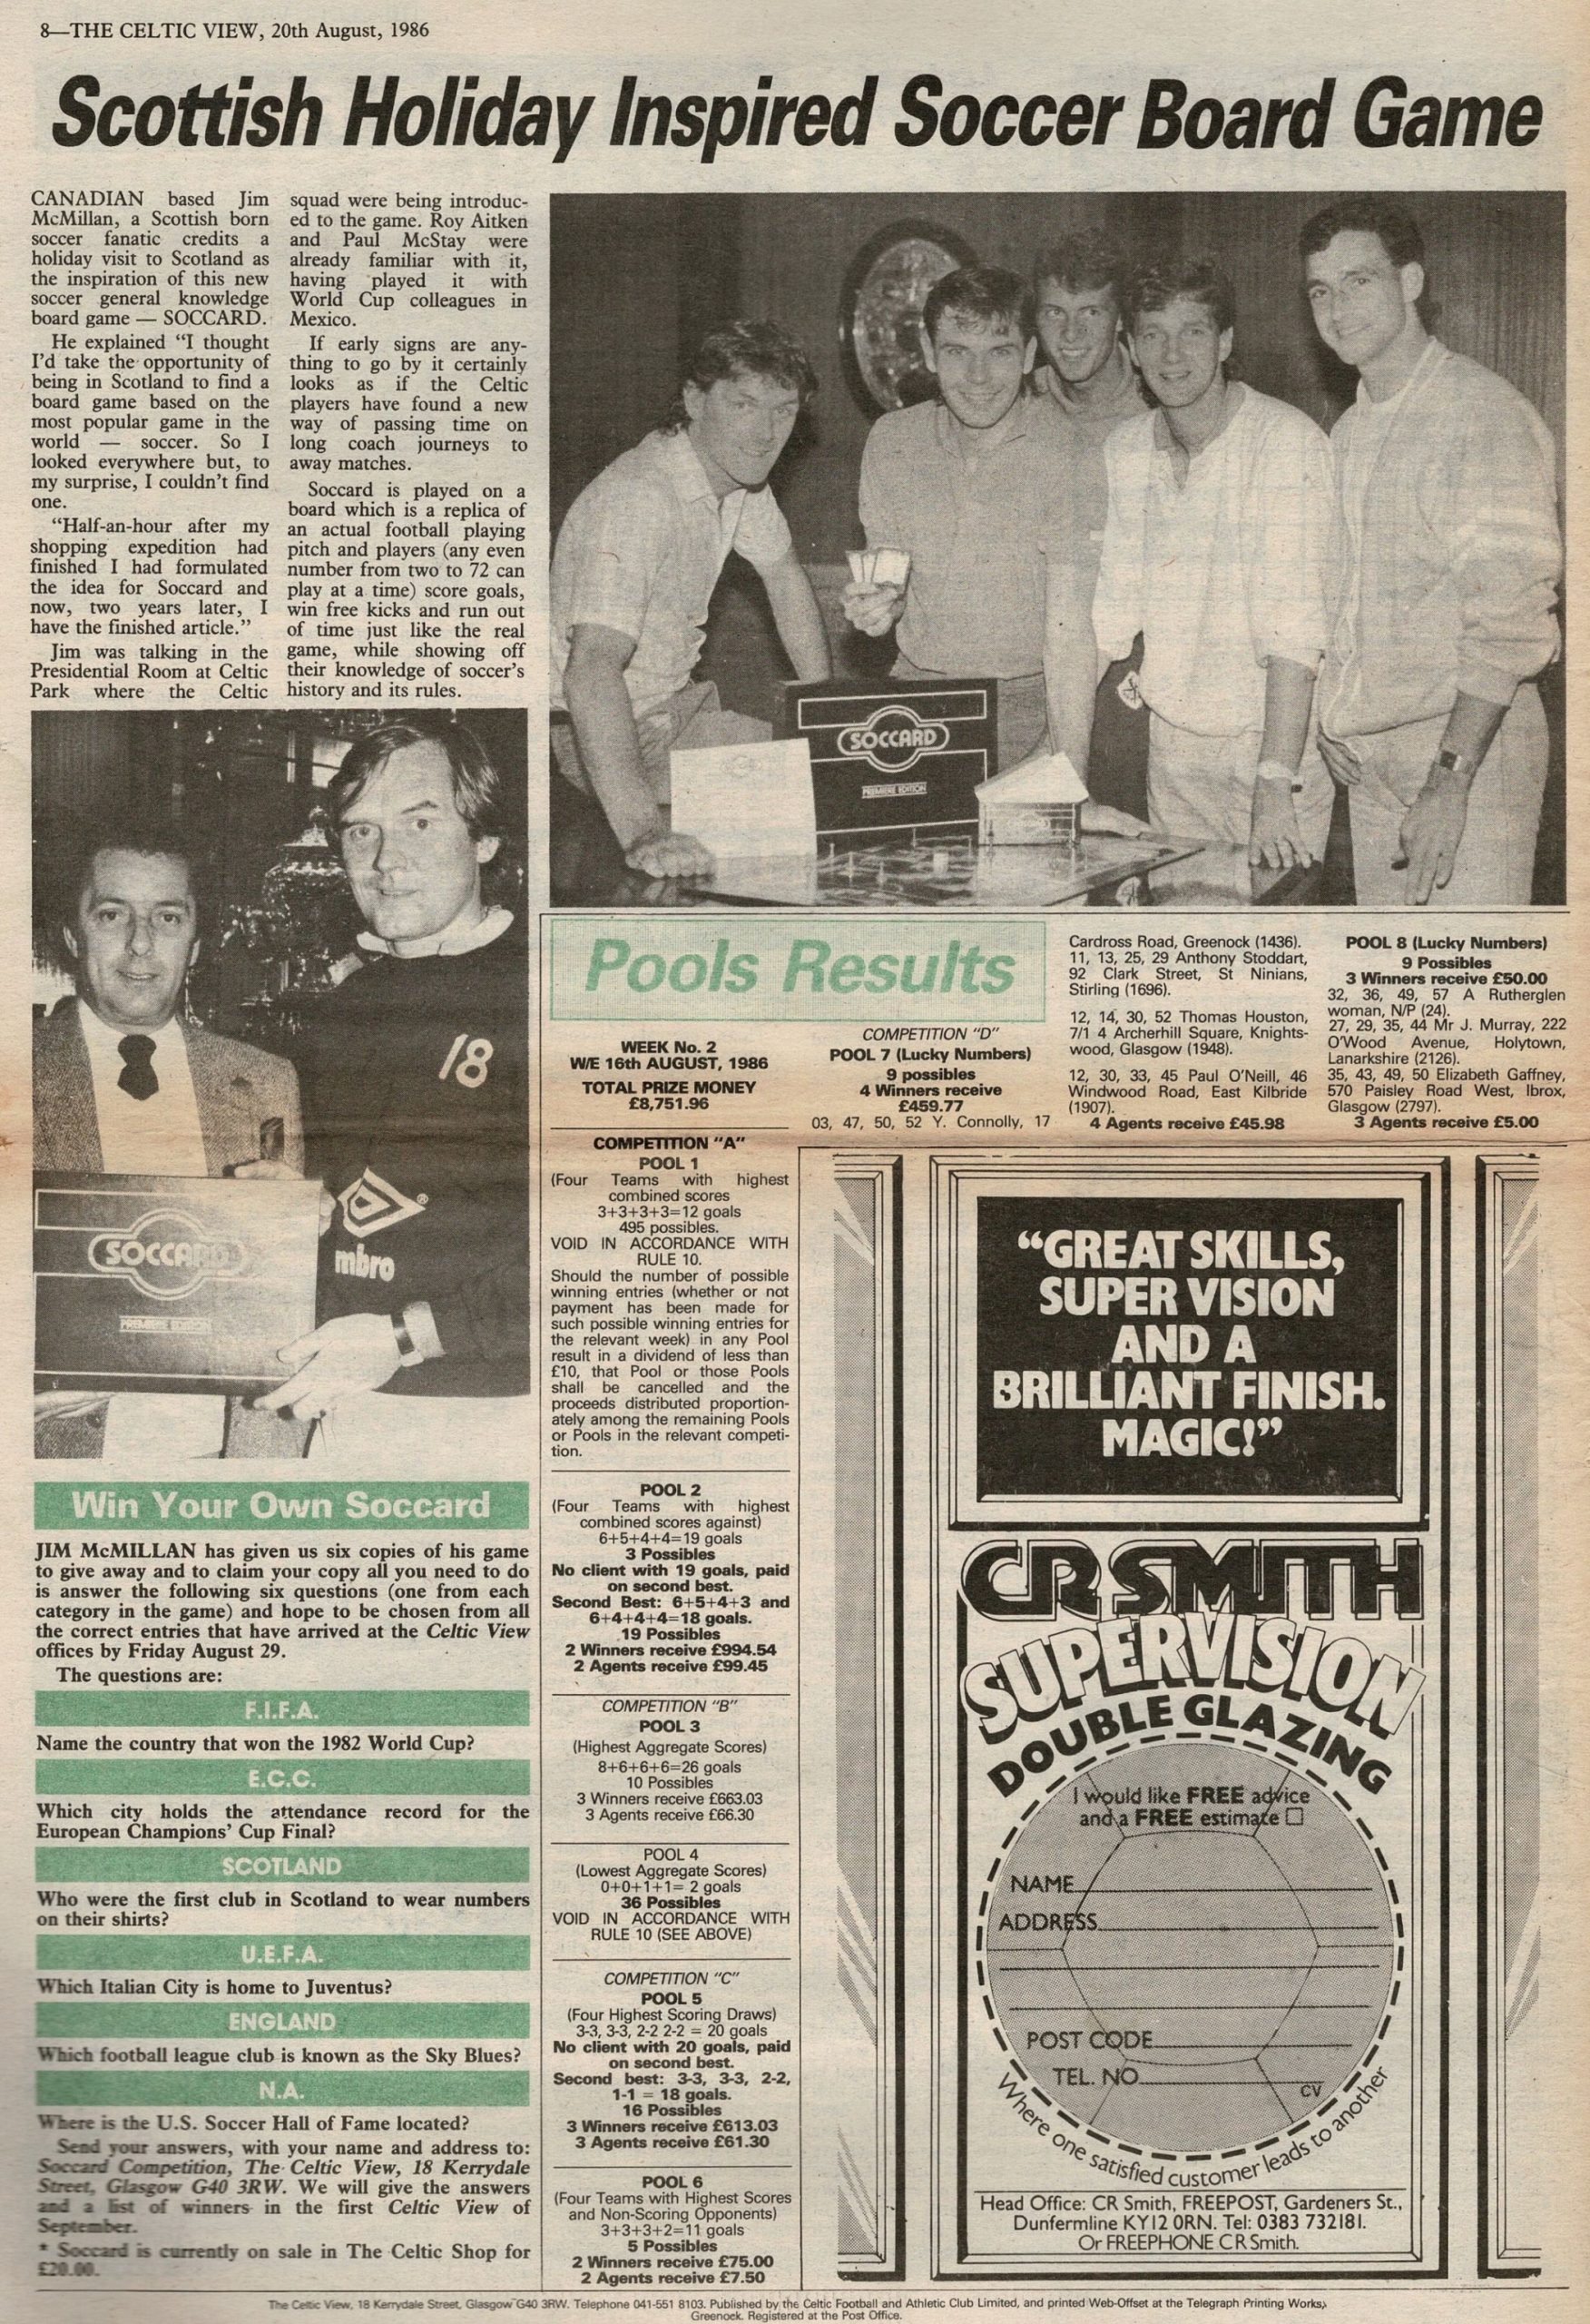 8—THE CELTIC VIEW, 20th August, 1986
Scottish Holiday Inspired Soccer Board Game
CANADIAN based Jim
McMillan, a Scottish born
soccer fanatic credits a
holiday visit to Scotland as
the inspiration of this new
soccer general knowledge
board game — SOCCARD.
He explained “I thought
I’d take the opportunity of
being in Scotland to find a
board game based on the
most popular game in the
world — soccer. So I
looked everywhere but, to
my surprise, I couldn’t find
one.
“Half-an-hour after my
shopping expedition had
finished I had formulated
the idea for Soccard and
now, two years later, I
have the finished article.”
Jim was talking in the
Presidential Room at Celtic
Park where the Celtic
squad were being introduc-
ed to the game. Roy Aitken
and Paul McStay were
already familiar with it,
having played it with
World Cup colleagues in
Mexico.
If early signs are any-
thing to go by it certainly
looks as if the Celtic
players have found a new
way of passing time on
long coach journeys to
away matches.
Soccard is played on a
board which is a replica of
an actual football playing
pitch and players (any even
number from two to 72 can
play at a time) score goals,
win free kicks and run out
of time just like the real
game, while showing off
their knowledge of soccer’s
history and its rules.
SOCCARD
PREMIERE EDITION
18
mbro
SOCCARD
PREMIERE EDITION
Win Your Own Soccard
JIM McMILLAN has given us six copies of his game
to give away and to claim your copy all you need to do
is answer the following six questions (one from each
category in the game) and hope to be chosen from all
the correct entries that have arrived at the Celtic View
offices by Friday August 29.
The questions are:
F.I.F.A.
Name the country that won the 1982 World Cup?
E.C.C.
Which city holds the attendance record for the
European Champions’ Cup Final?
SCOTLAND
Who were the first club in Scotland to wear numbers
on their shirts?
U.E.F.A.
Which Italian City is home to Juventus?
ENGLAND
Which football league club is known as the Sky Blues?
N.A.
Where is the U.S. Soccer Hall of Fame located?
Send your answers, with your name and address to:
Soccard Competition, The Celtic View, 18 Kerrydale
Street, Glasgow G40 3RW. We will give the answers
and a list of winners in the first Celtic View of
September.
* Soccard is currently on sale in The Celtic Shop for
£20.00.
Pools Results
WEEK No. 2
W/E 16th AUGUST, 1986
TOTAL PRIZE MONEY
£8,751.96
COMPETITION “A”
POOL 1
(Four Teams with highest
combined scores
3+3+3+3=12 goals
495 possibles.
VOID IN ACCORDANCE WITH
RULE 10.
Should the number of possible
winning entries (whether or not
payment has been made for
such possible winning entries for
the relevant week) in any Pool
result in a dividend of less than
£10, that Pool or those Pools
shall be cancelled and the
proceeds distributed proportion-
ately among the remaining Pools
or Pools in the relevant competi-
tion.
POOL 2
(Four Teams with highest
combined scores against)
6+5+4+4=19 goals
3 Possibles
No client with 19 goals, paid
on second best.
Second Best: 6+5+4+3 and
6+4+4+4=18 goals.
19 Possibles
2 Winners receive £994.54
2 Agents receive £99.45
COMPETITION “B”
POOL 3
(Highest Aggregate Scores)
8+6+6+6=26 goals
10 Possibles
3 Winners receive £663.03
3 Agents receive £66.30
POOL 4
(Lowest Aggregate Scores)
0+0+1+1= 2 goals
36 Possibles
VOID IN ACCORDANCE WITH
RULE 10 (SEE ABOVE)
COMPETITION “C”
POOL 5
(Four Highest Scoring Draws)
3-3, 3-3, 2-2 2-2 = 20 goals
No client with 20 goals, paid
on second best.
Second best: 3-3, 3-3, 2-2,
1-1 = 18 goals.
16 Possibles
3 Winners receive £613.03
3 Agents receive £61.30
POOL 6
(Four Teams with Highest Scores
and Non-Scoring Opponents)
3+3+3+2=11 goals
5 Possibles
2 Winners receive £75.00
2 Agents receive £7.50
COMPETITION “D”
POOL 7 (Lucky Numbers)
9 possibles
4 Winners receive
£459.77
03, 47, 50, 52 Y. Connolly, 17
Cardross Road, Greenock (1436).
11, 13, 25, 29 Anthony Stoddart,
92 Clark Street, St Ninians,
Stirling (1696).
12, 14, 30, 52 Thomas Houston,
7/1 4 Archerhill Square, Knights-
wood, Glasgow (1948).
12, 30, 33, 45 Paul O’Neill, 46
Windwood Road, East Kilbride
(1907).
4 Agents receive £45.98
POOL 8 (Lucky Numbers)
9 Possibles
3 Winners receive £50.00
32, 36, 49, 57 A Rutherglen
woman, N/P (24).
27, 29, 35, 44 Mr J. Murray, 222
O’Wood Avenue, Holytown,
Lanarkshire (2126).
35, 43, 49, 50 Elizabeth Gaffney,
570 Paisley Road West, Ibrox,
Glasgow (2797).
3 Agents receive £5.00
“GREAT SKILLS,
SUPER VISION
AND A
BRILLIANT FINISH.
MAGIC!”
CR SMITH
SUPERVISION
DOUBLE GLAZING
I would like FREE advice
and a FREE estimate
NAME
ADDRESS
POST CODE
TEL. NO
CV
Where one satisfied customer leads to another
Head Office: CR Smith, FREEPOST, Gardeners St.,
Dunfermline KY12 0RN. Tel: 0383 732181.
Or FREEPHONE CR Smith.
The Celtic View, 18 Kerrydale Street, Glasgow G40 3RW. Telephone 041-551 8103. Published by the Celtic Football and Athletic Club Limited, and printed Web-Offset at the Telegraph Printing Works,
Greenock. Registered at the Post Office.